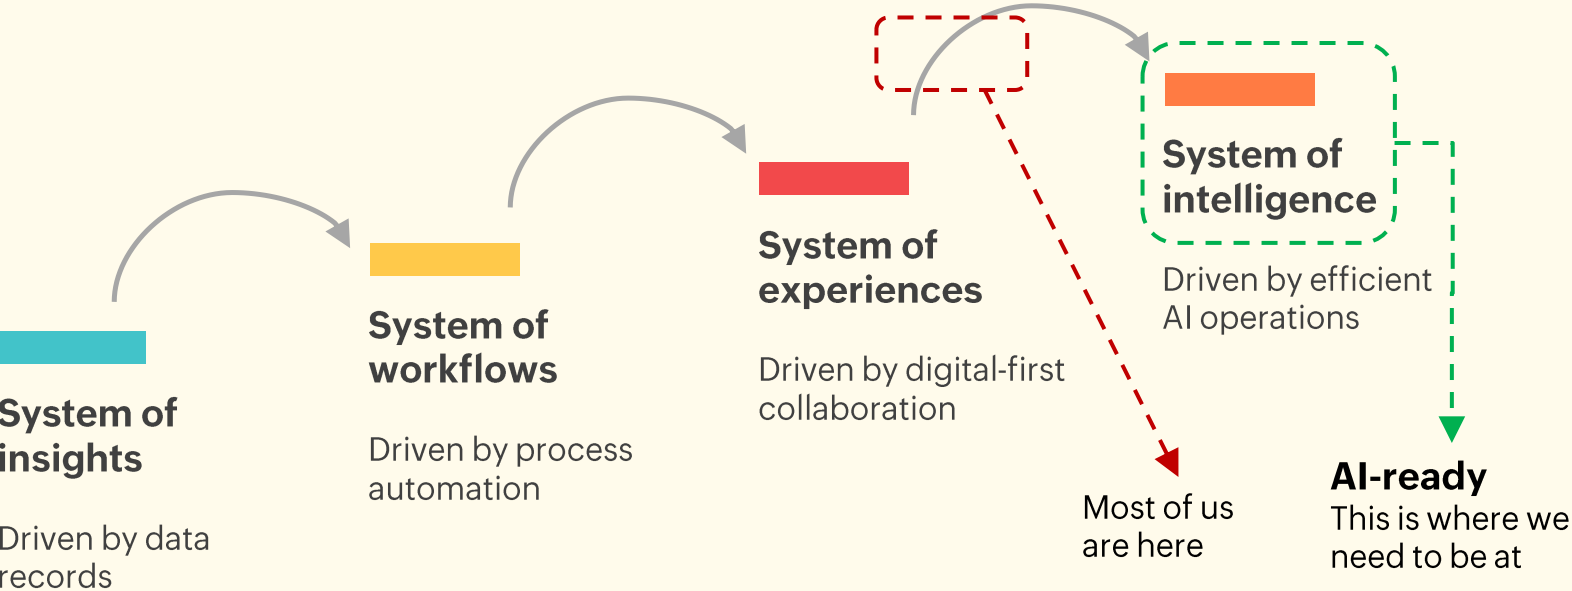 System of
insights
Driven by data
records
System of
workflows
Driven by process
automation
System of
experiences
Driven by digital-first
collaboration
System of
intelligence
Driven by efficient
AI operations
Most of us
are here
AI-ready
This is where we
need to be at